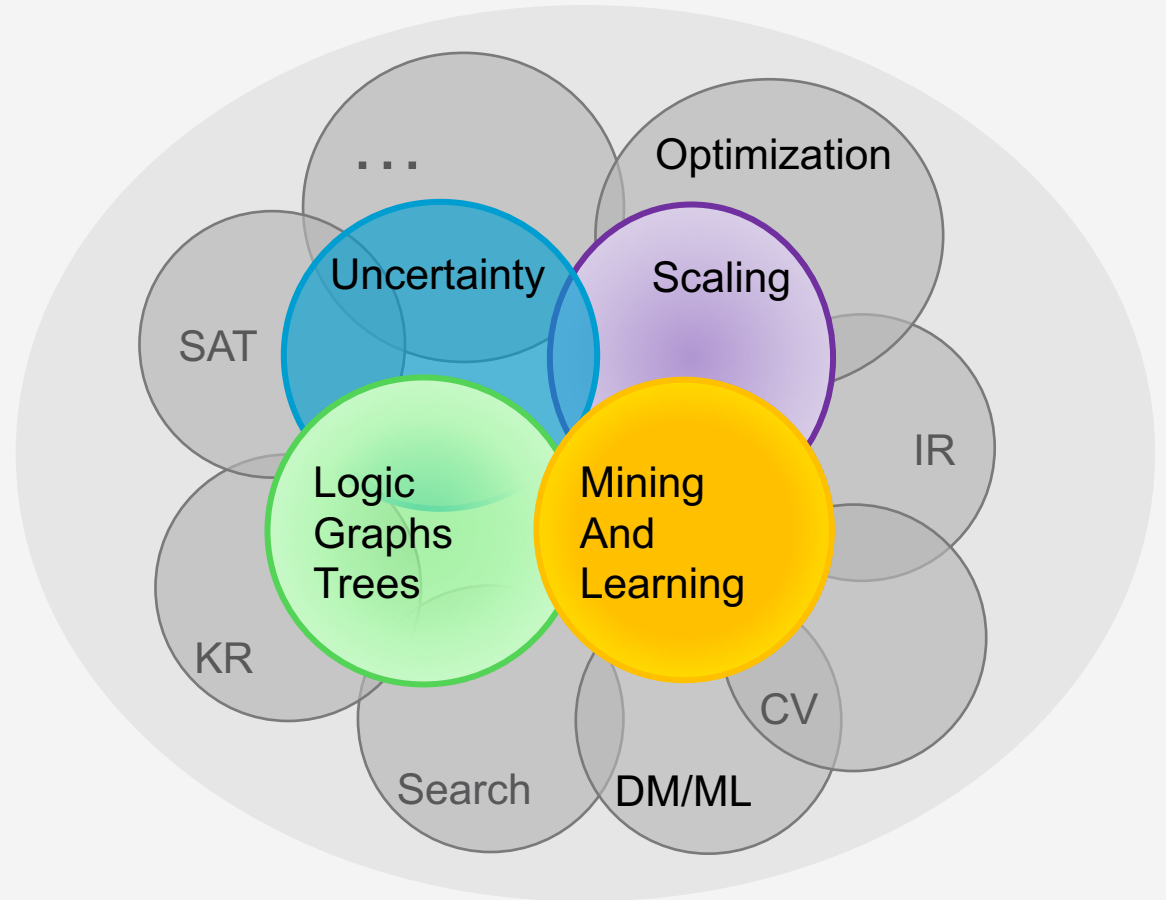 ...
Optimization
Uncertainty
Scaling
SAT
IR
Logic
Graphs
Trees
Mining
And
Learning
KR
CV
Search
DM/ML